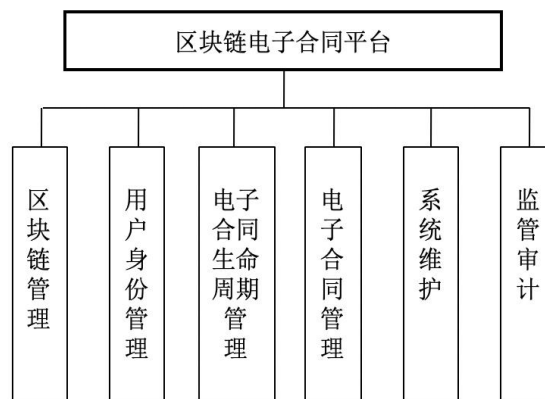 区块链电子合同平台
区块链管理
用户身份管理
电子合同生命周期管理
电子合同管理
系统维护
监管审计